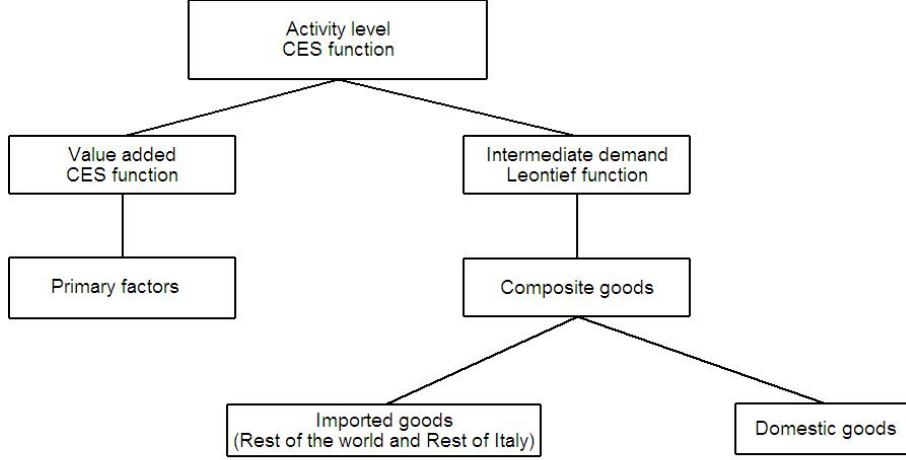 Activity level
CES function
Value added
CES function
Intermediate demand
Leontief function
Primary factors
Composite goods
Imported goods
(Rest of the world and Rest of Italy)
Domestic goods